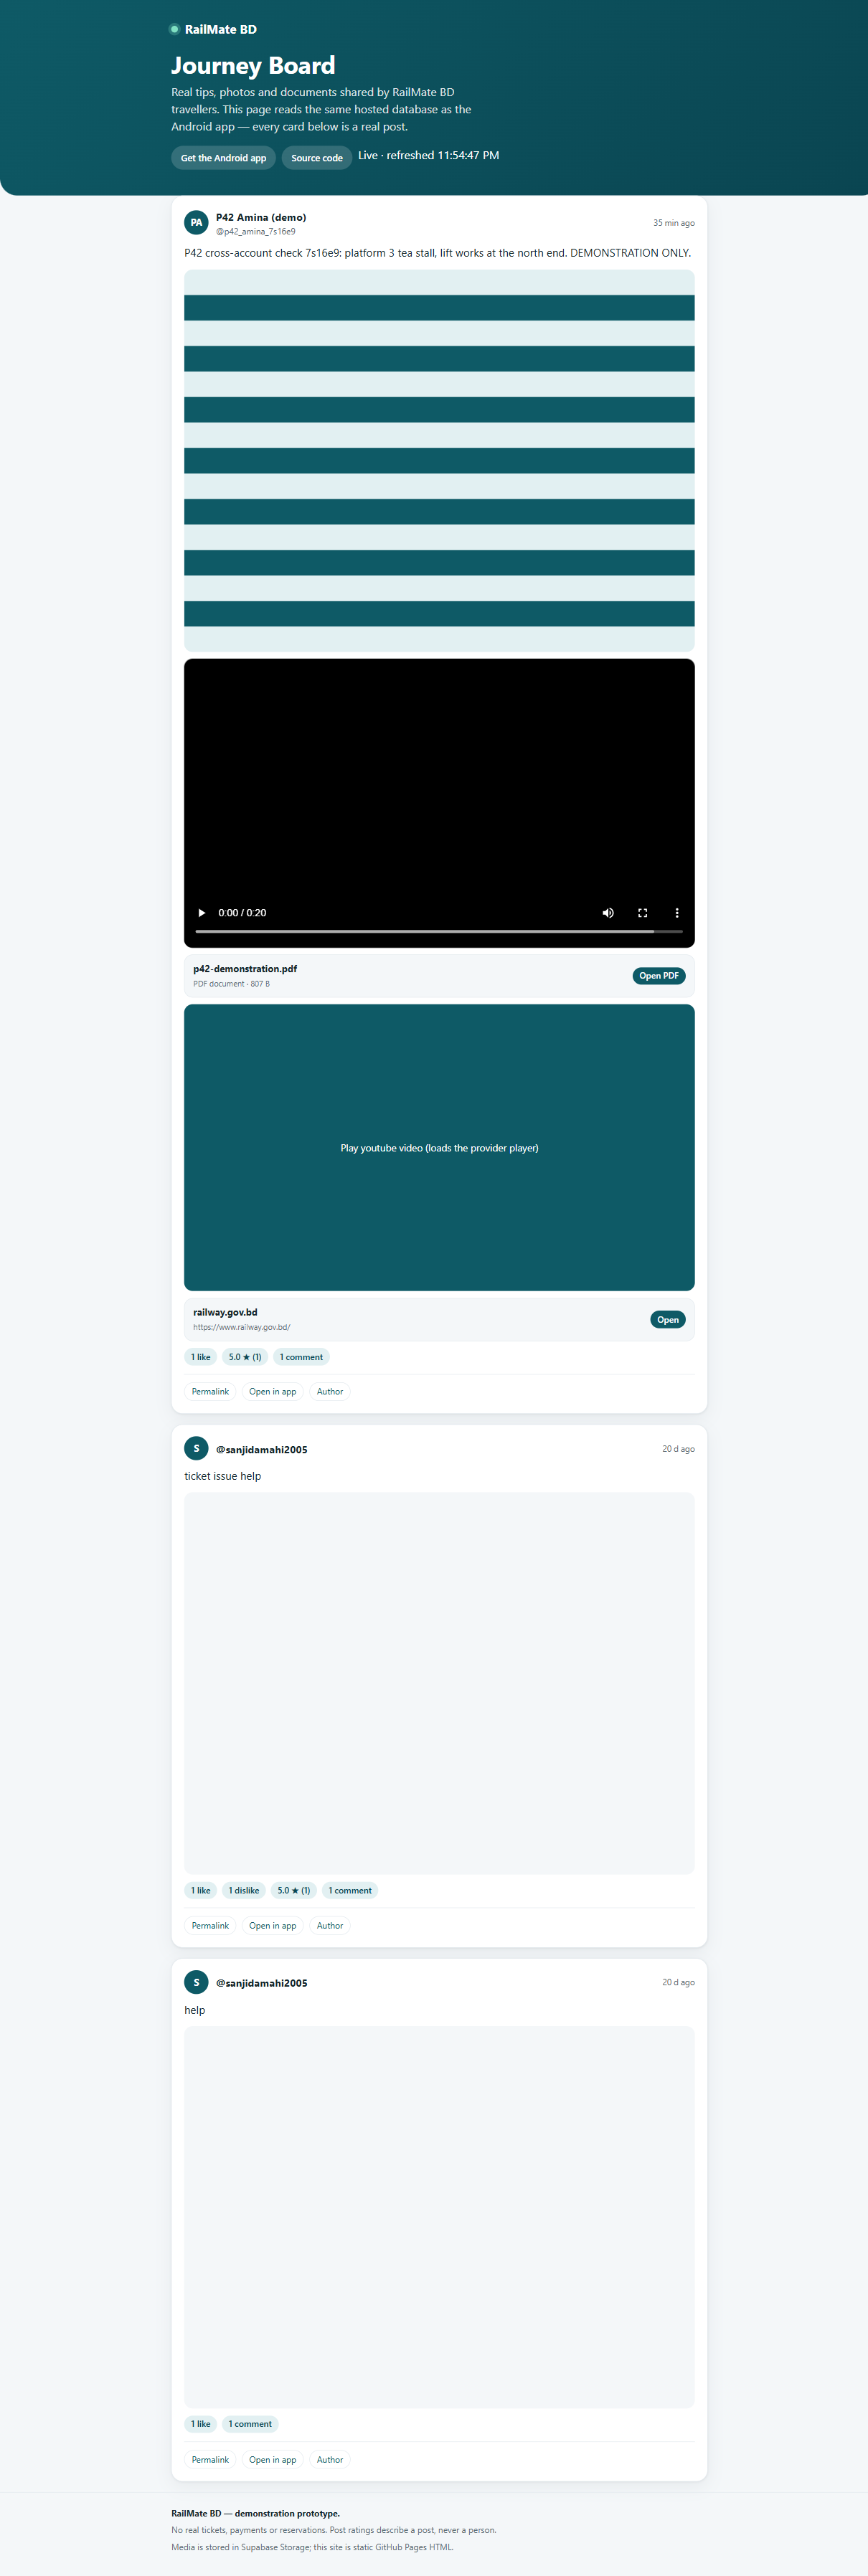 RailMate BD
Journey Board
Real tips, photos and documents shared by RailMate BD
travellers. This page reads the same hosted database as the
Android app — every card below is a real post.
Get the Android app Source code Live · refreshed 11:54:47 PM
PA P42 Amina (demo) 35 min ago
@p42_amina_7s16e9
P42 cross-account check 7s16e9: platform 3 tea stall, lift works at the north end. DEMONSTRATION ONLY.
0:00 / 0:20
p42-demonstration.pdf
PDF document · 807 B
Open PDF
Play youtube video (loads the provider player)
railway.gov.bd
https://www.railway.gov.bd/
Open
1 like 5.0 ★ (1) 1 comment
Permalink Open in app Author
S @sanjidamahi2005 20 d ago
ticket issue help
1 like 1 dislike 5.0 ★ (1) 1 comment
Permalink Open in app Author
S @sanjidamahi2005 20 d ago
help
1 like 1 comment
Permalink Open in app Author
RailMate BD — demonstration prototype.
No real tickets, payments or reservations. Post ratings describe a post, never a person.
Media is stored in Supabase Storage; this site is static GitHub Pages HTML.